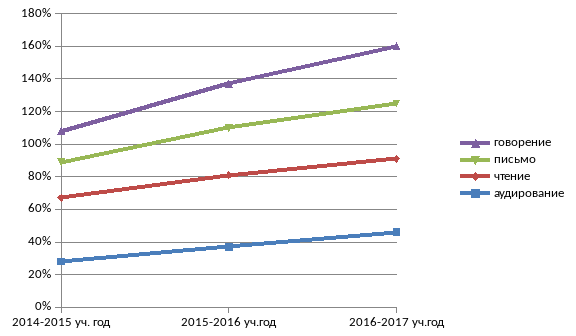 180%
160%
140%
120%
100%
80%
60%
40%
20%
0%
2014-2015 уч. год
2015-2016 уч.год
2016-2017 уч.год
говорение
письмо
чтение
аудирование